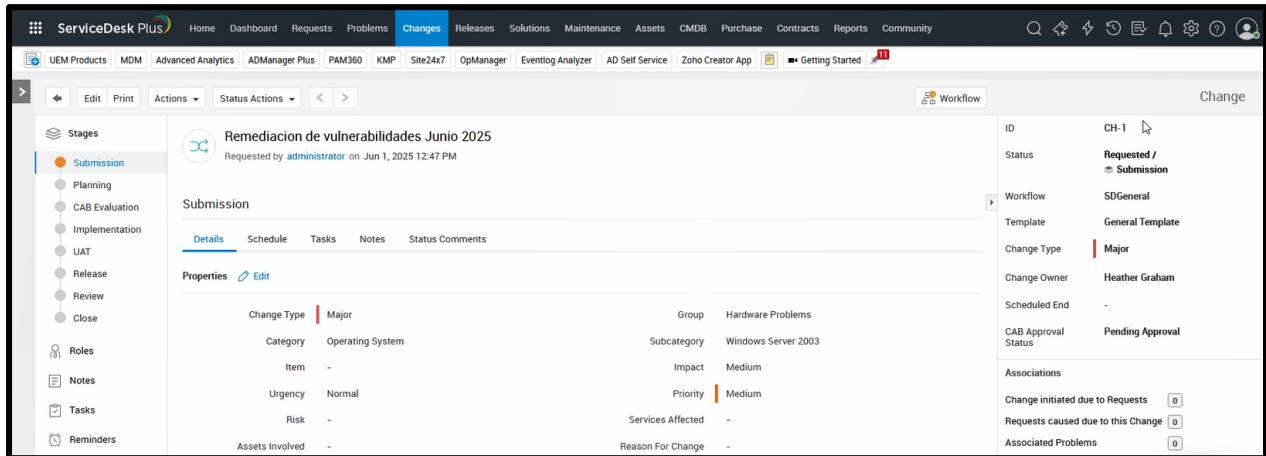 ServiceDesk Plus Home Dashboard Requests Problems Changes Releases Solutions Maintenance Assets CMDB Purchase Contracts Reports Community
UEM Products MDM Advanced Analytics ADManager Plus PAM360 KMP Site24x7 OpManager Eventlog Analyzer AD Self Service Zoho Creator App Getting Started 11
Edit Print Actions Status Actions Workflow Change
Stages
Submission
Planning
CAB Evaluation
Implementation
UAT
Release
Review
Close
Roles
Notes
Tasks
Reminders
Remediacion de vulnerabilidades Junio 2025
Requested by administrator on Jun 1, 2025 12:47 PM
Submission
Details Schedule Tasks Notes Status Comments
Properties Edit
Change Type Major Group Hardware Problems
Category Operating System Subcategory Windows Server 2003
Item - Impact Medium
Urgency Normal Priority Medium
Risk - Services Affected -
Assets Involved - Reason For Change -
ID CH-1
Status Requested /
Submission
Workflow SDGeneral
Template General Template
Change Type Major
Change Owner Heather Graham
Scheduled End -
CAB Approval Pending Approval
Status
Associations
Change initiated due to Requests 0
Requests caused due to this Change 0
Associated Problems 0